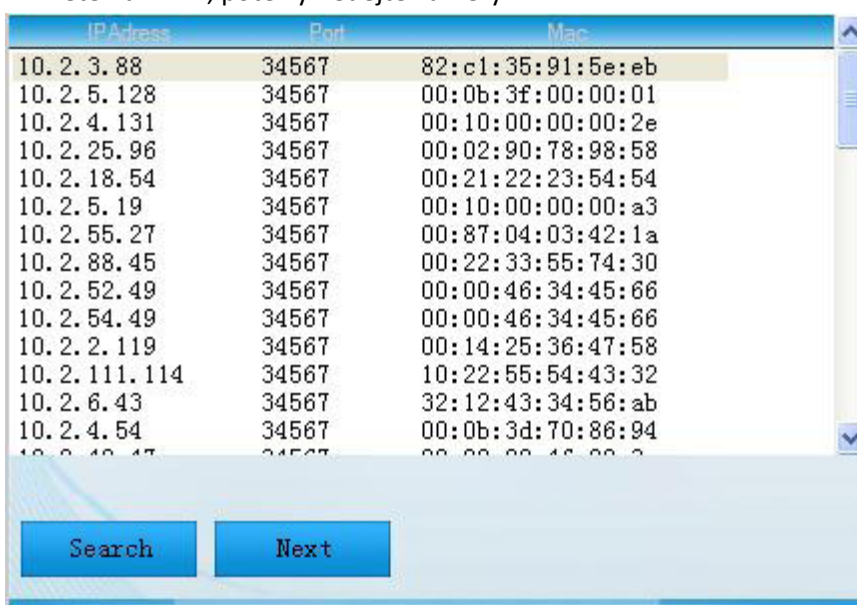 IPAdress Port Mac
10.2.3.88 34567 82:c1:35:91:5e:eb
10.2.5.128 34567 00:0b:3f:00:00:01
10.2.4.131 34567 00:10:00:00:00:2e
10.2.25.96 34567 00:02:90:78:98:58
10.2.18.54 34567 00:21:22:23:54:54
10.2.5.19 34567 00:10:00:00:00:a3
10.2.55.27 34567 00:87:04:03:42:1a
10.2.88.45 34567 00:22:33:55:74:30
10.2.52.49 34567 00:00:46:34:45:66
10.2.54.49 34567 00:00:46:34:45:66
10.2.2.119 34567 00:14:25:36:47:58
10.2.111.114 34567 10:22:55:54:43:32
10.2.6.43 34567 32:12:43:34:56:ab
10.2.4.54 34567 00:0b:3d:70:86:94
Search Next